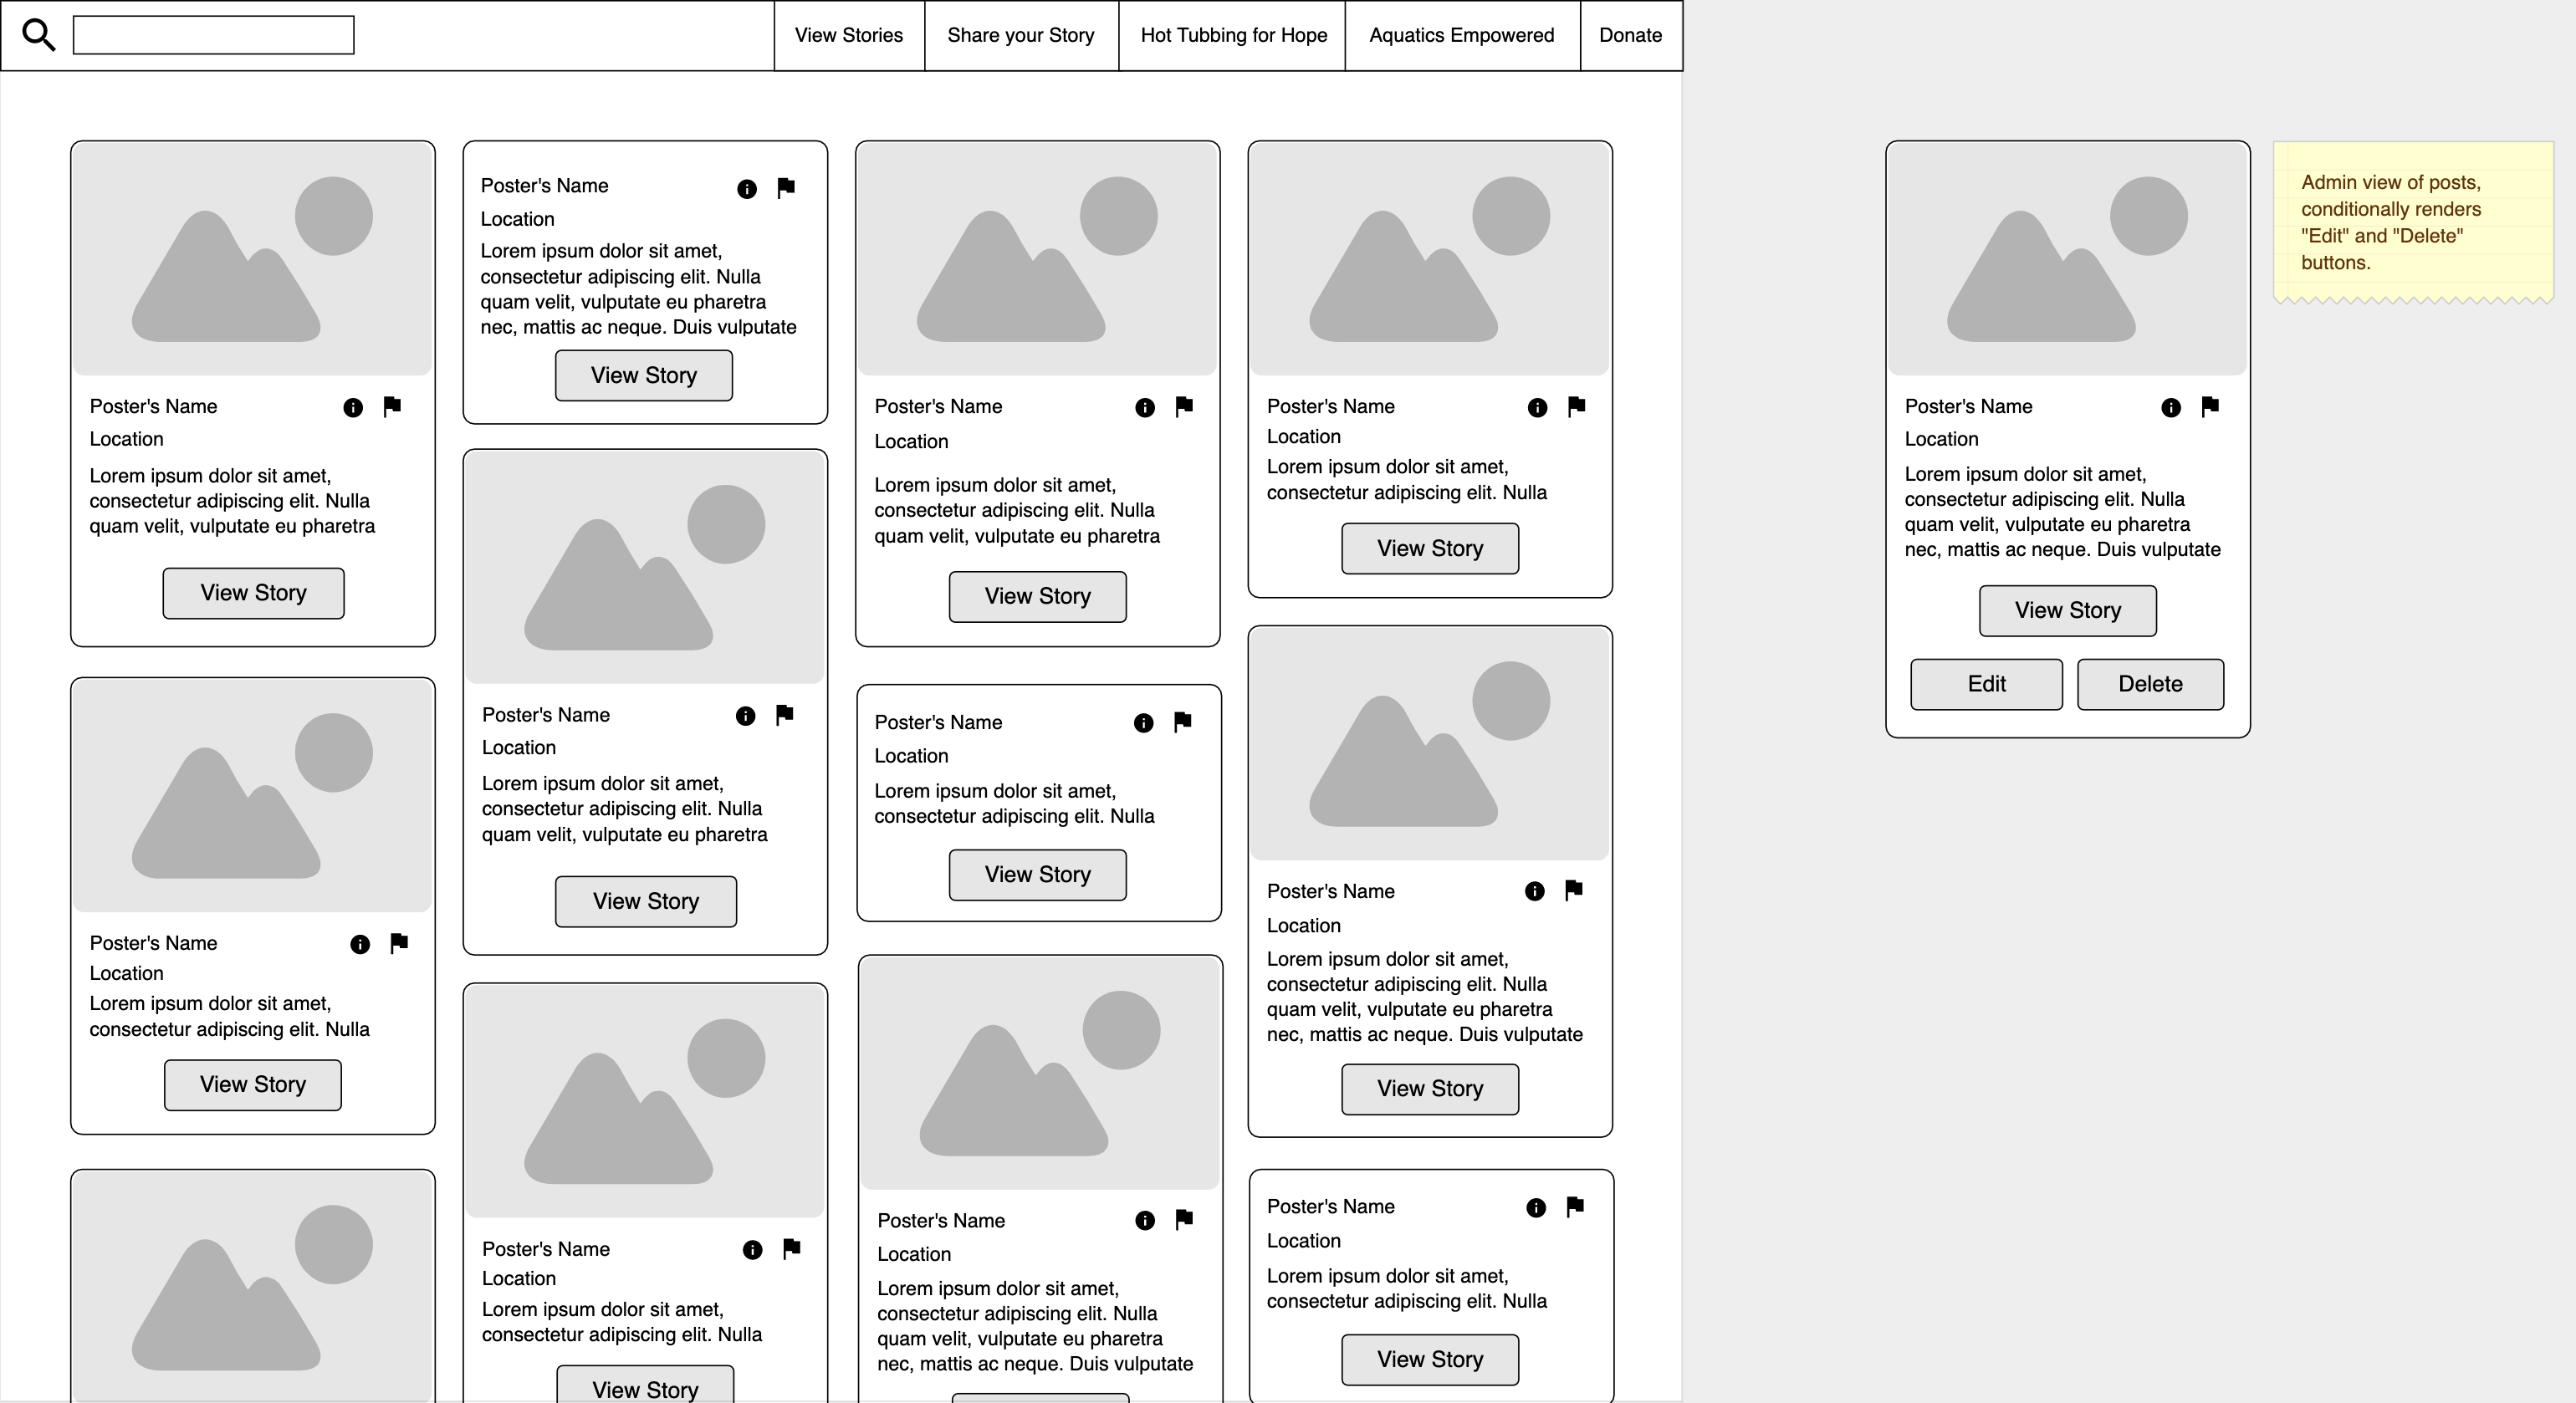 View Stories
Share your Story
Hot Tubbing for Hope
Aquatics Empowered
Donate
Poster's Name
Location
Lorem ipsum dolor sit amet,
consectetur adipiscing elit. Nulla
quam velit, vulputate eu pharetra
View Story
Poster's Name
Location
Lorem ipsum dolor sit amet,
consectetur adipiscing elit. Nulla
View Story
Poster's Name
Location
Lorem ipsum dolor sit amet,
consectetur adipiscing elit. Nulla
quam velit, vulputate eu pharetra
nec, mattis ac neque. Duis vulputate
View Story
Poster's Name
Location
Lorem ipsum dolor sit amet,
consectetur adipiscing elit. Nulla
quam velit, vulputate eu pharetra
View Story
Poster's Name
Location
Lorem ipsum dolor sit amet,
consectetur adipiscing elit. Nulla
View Story
Poster's Name
Location
Lorem ipsum dolor sit amet,
consectetur adipiscing elit. Nulla
quam velit, vulputate eu pharetra
View Story
Poster's Name
Location
Lorem ipsum dolor sit amet,
consectetur adipiscing elit. Nulla
View Story
Poster's Name
Location
Lorem ipsum dolor sit amet,
consectetur adipiscing elit. Nulla
quam velit, vulputate eu pharetra
nec, mattis ac neque. Duis vulputate
Poster's Name
Location
Lorem ipsum dolor sit amet,
consectetur adipiscing elit. Nulla
View Story
Poster's Name
Location
Lorem ipsum dolor sit amet,
consectetur adipiscing elit. Nulla
quam velit, vulputate eu pharetra
nec, mattis ac neque. Duis vulputate
View Story
Poster's Name
Location
Lorem ipsum dolor sit amet,
consectetur adipiscing elit. Nulla
View Story
Poster's Name
Location
Lorem ipsum dolor sit amet,
consectetur adipiscing elit. Nulla
quam velit, vulputate eu pharetra
nec, mattis ac neque. Duis vulputate
View Story
Edit
Delete
Admin view of posts,
conditionally renders
"Edit" and "Delete"
buttons.